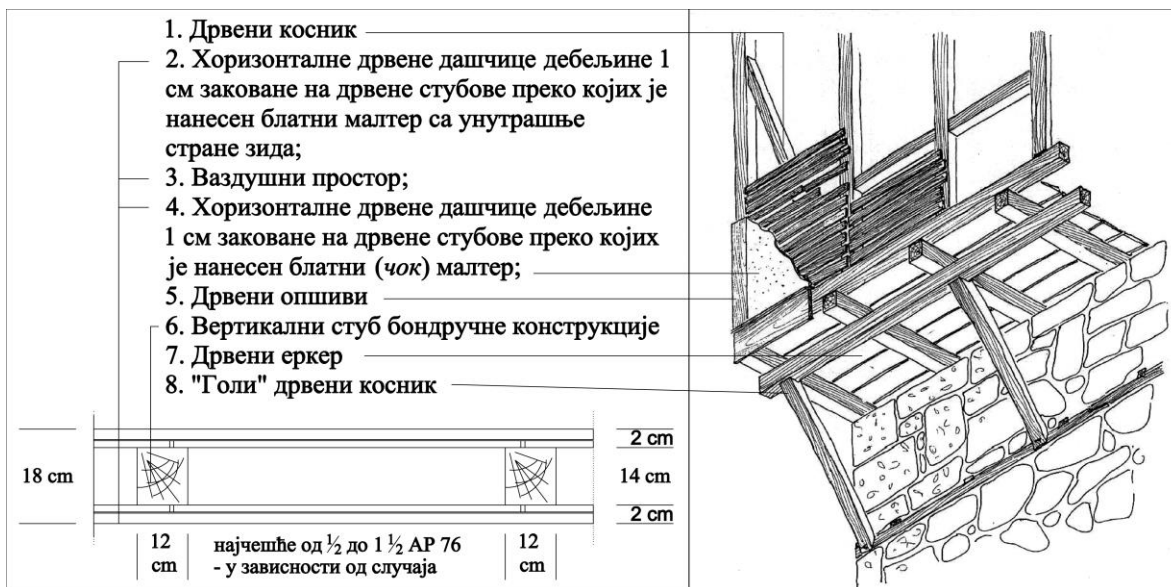 1. Дрвени косник
2. Хоризонталне дрвене дашчице дебељине 1
см заковане на дрвене стубове преко којих је
нанесен блатни малтер са унутрашње
стране зида;
3. Ваздушни простор;
4. Хоризонталне дрвене дашчице дебељине
1 см заковане на дрвене стубове преко којих
је нанесен блатни (чок) малтер;
5. Дрвени опшиви
6. Вертикални стуб бондручне конструкције
7. Дрвени еркер
8. "Голи" дрвени косник
18 cm
2 cm
14 cm
2 cm
12
cm
најчешће од ½ до 1 ½ АР 76
- у зависности од случаја
12
cm